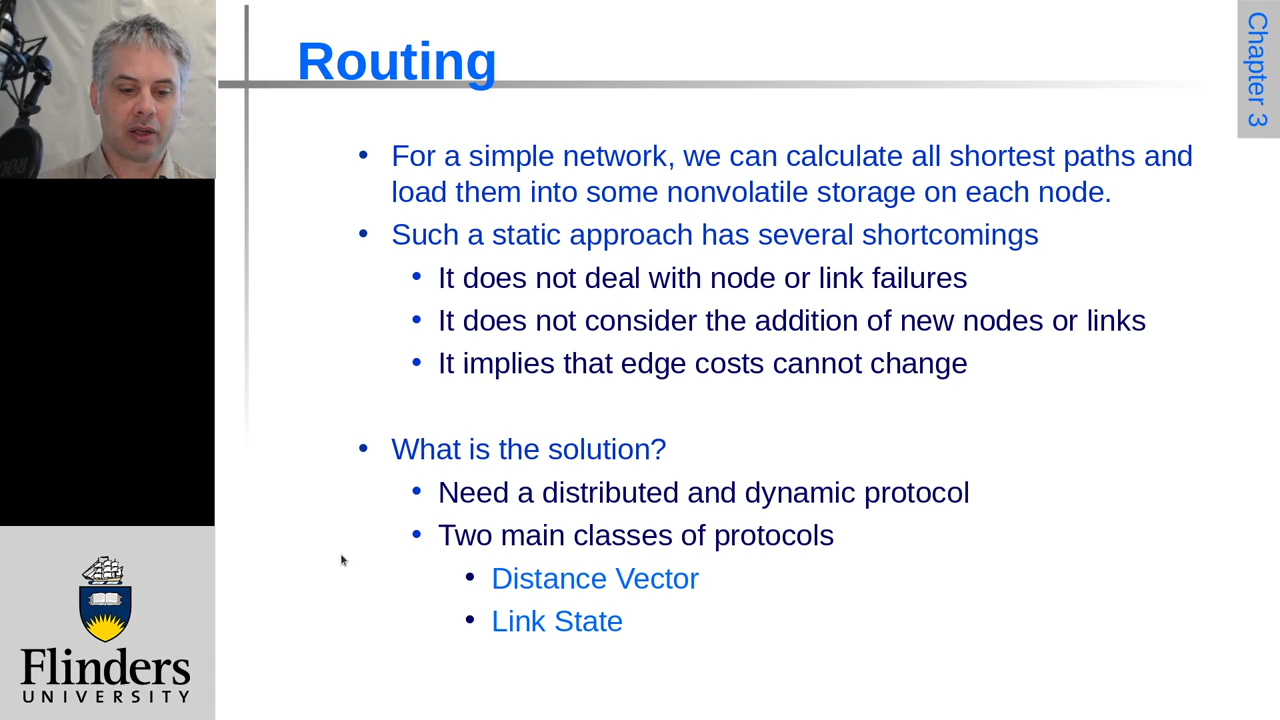 Routing
Chapter 3
• For a simple network, we can calculate all shortest paths and
load them into some nonvolatile storage on each node.
• Such a static approach has several shortcomings
• It does not deal with node or link failures
• It does not consider the addition of new nodes or links
• It implies that edge costs cannot change
• What is the solution?
• Need a distributed and dynamic protocol
• Two main classes of protocols
• Distance Vector
• Link State
Flinders
UNIVERSITY